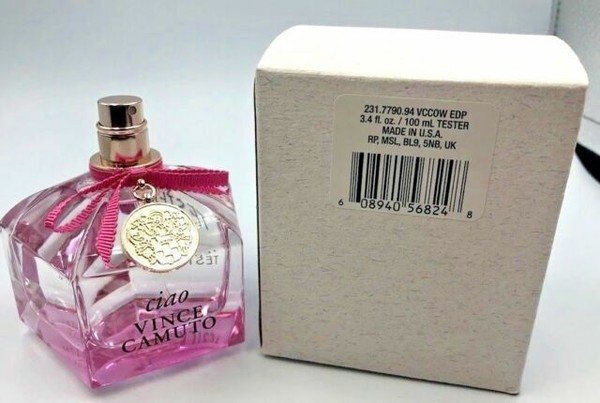 ciao
VINCE
CAMUTO
231.7790.94 VCCOW EDP
3.4 fl. oz. / 100 mL TESTER
MADE IN U.S.A.
RP, MSL, BL9, 5NB, UK
6 08940 56824 8